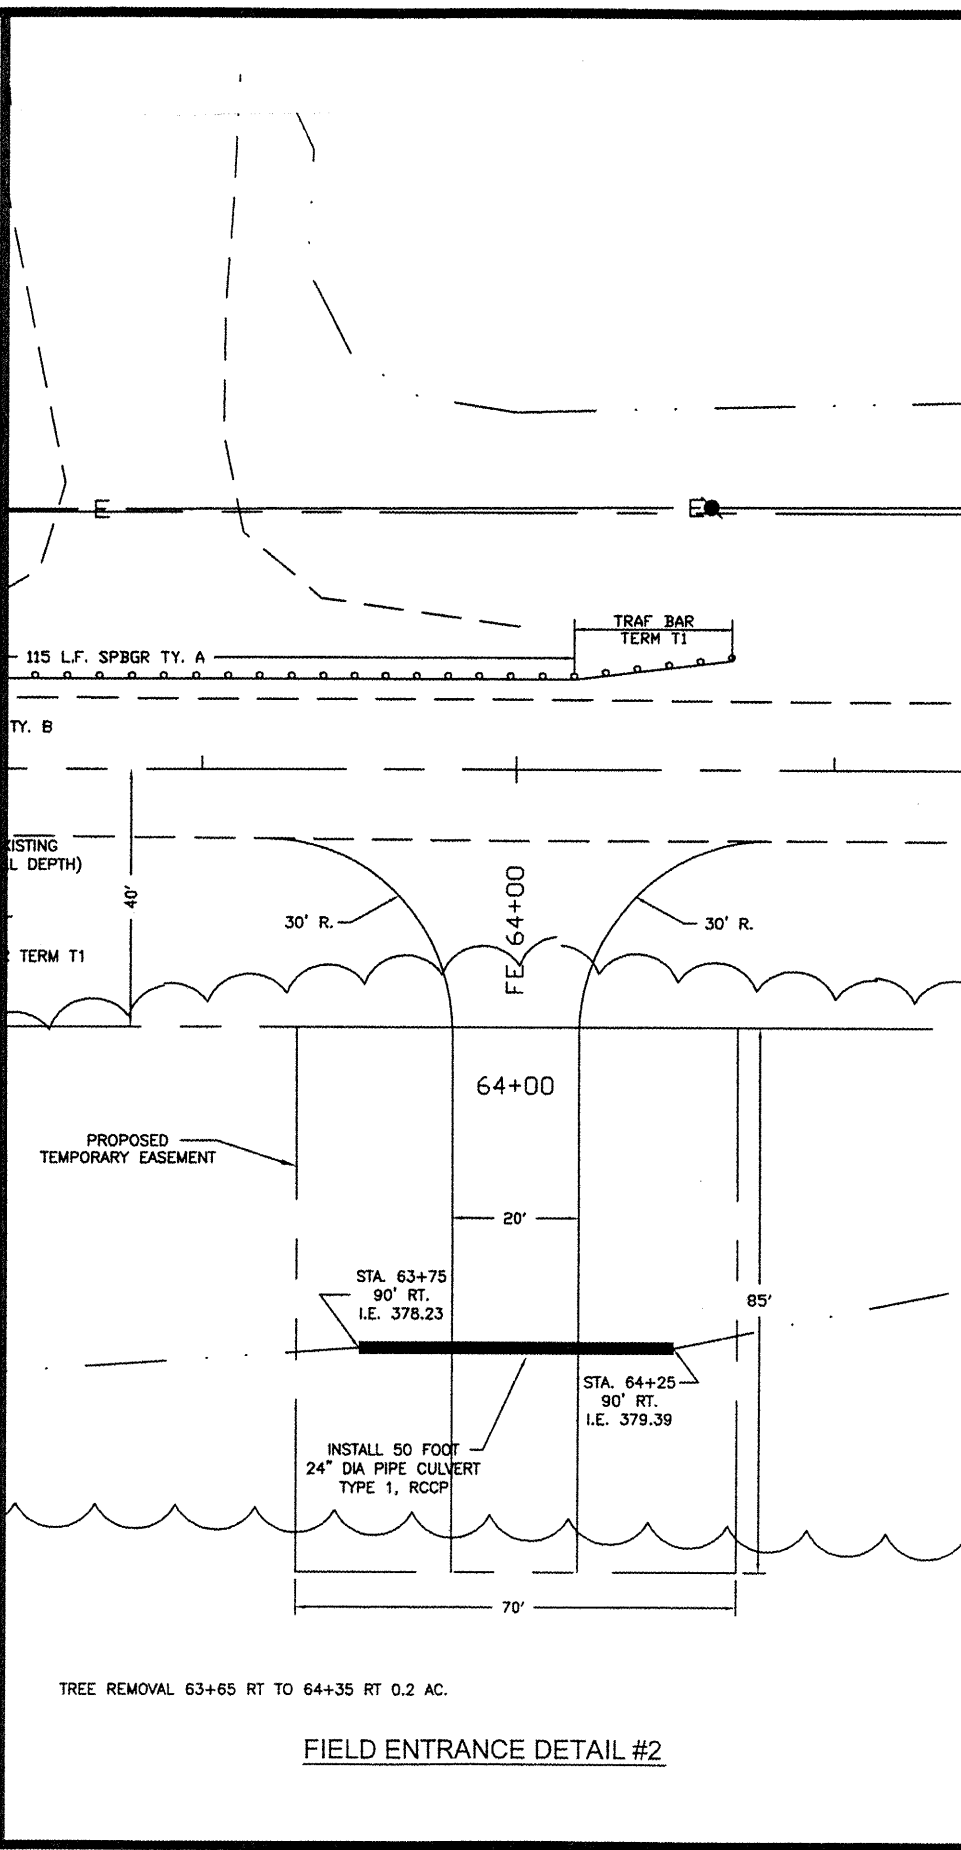 E
E
TRAF BAR
TERM T1
115 L.F. SPBGR TY. A
TY. B
L DEPTH)
40'
30' R.
FE 64+00
30' R.
TERM T1
64+00
PROPOSED
TEMPORARY EASEMENT
20'
STA. 63+75
90' RT.
I.E. 378.23
85'
STA. 64+25
90' RT.
I.E. 379.39
INSTALL 50 FOOT
24" DIA PIPE CULVERT
TYPE 1, RCCP
70'
TREE REMOVAL 63+65 RT TO 64+35 RT 0.2 AC.
FIELD ENTRANCE DETAIL #2